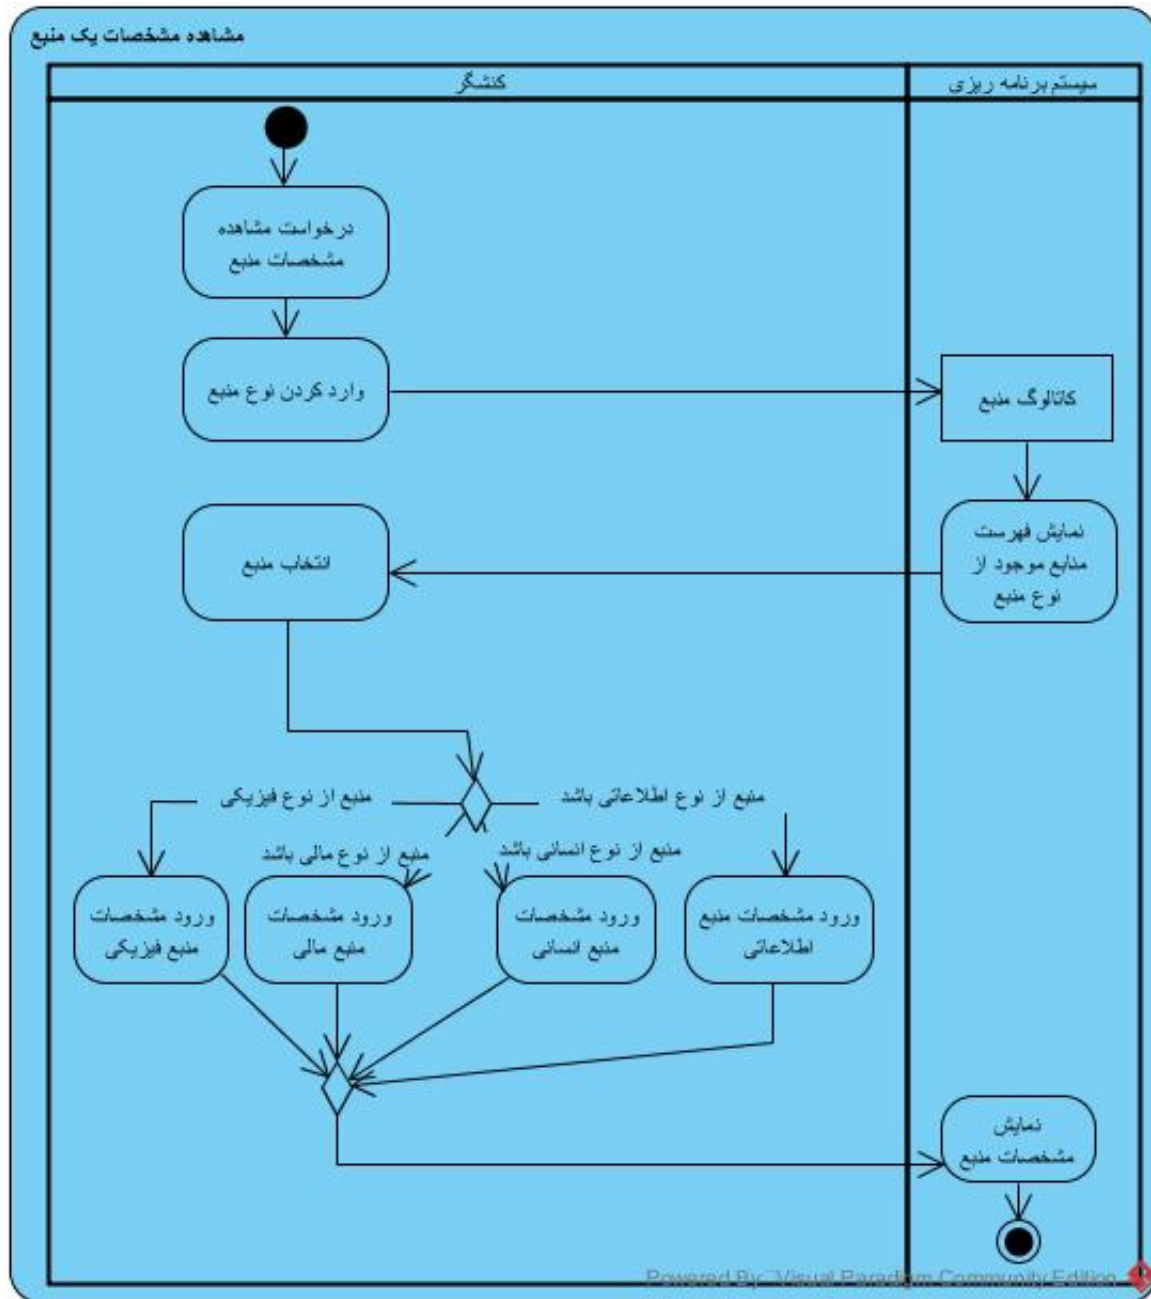 مشاهده مشخصات یک منبع
کنشگر
سیستم برنامه ریزی
درخواست مشاهده
مشخصات منبع
وارد کردن نوع منبع
کاتالوگ منبع
نمایش فهرست
منابع موجود از
نوع منبع
انتخاب منبع
منبع از نوع اطلاعاتی باشد
منبع از نوع فیزیکی
منبع از نوع انسانی باشد
منبع از نوع مالی باشد
ورود مشخصات منبع
اطلاعاتی
ورود مشخصات
منبع انسانی
ورود مشخصات
منبع مالی
ورود مشخصات
منبع فیزیکی
نمایش
مشخصات منبع
Powered By Visual Paradigm Community Edition